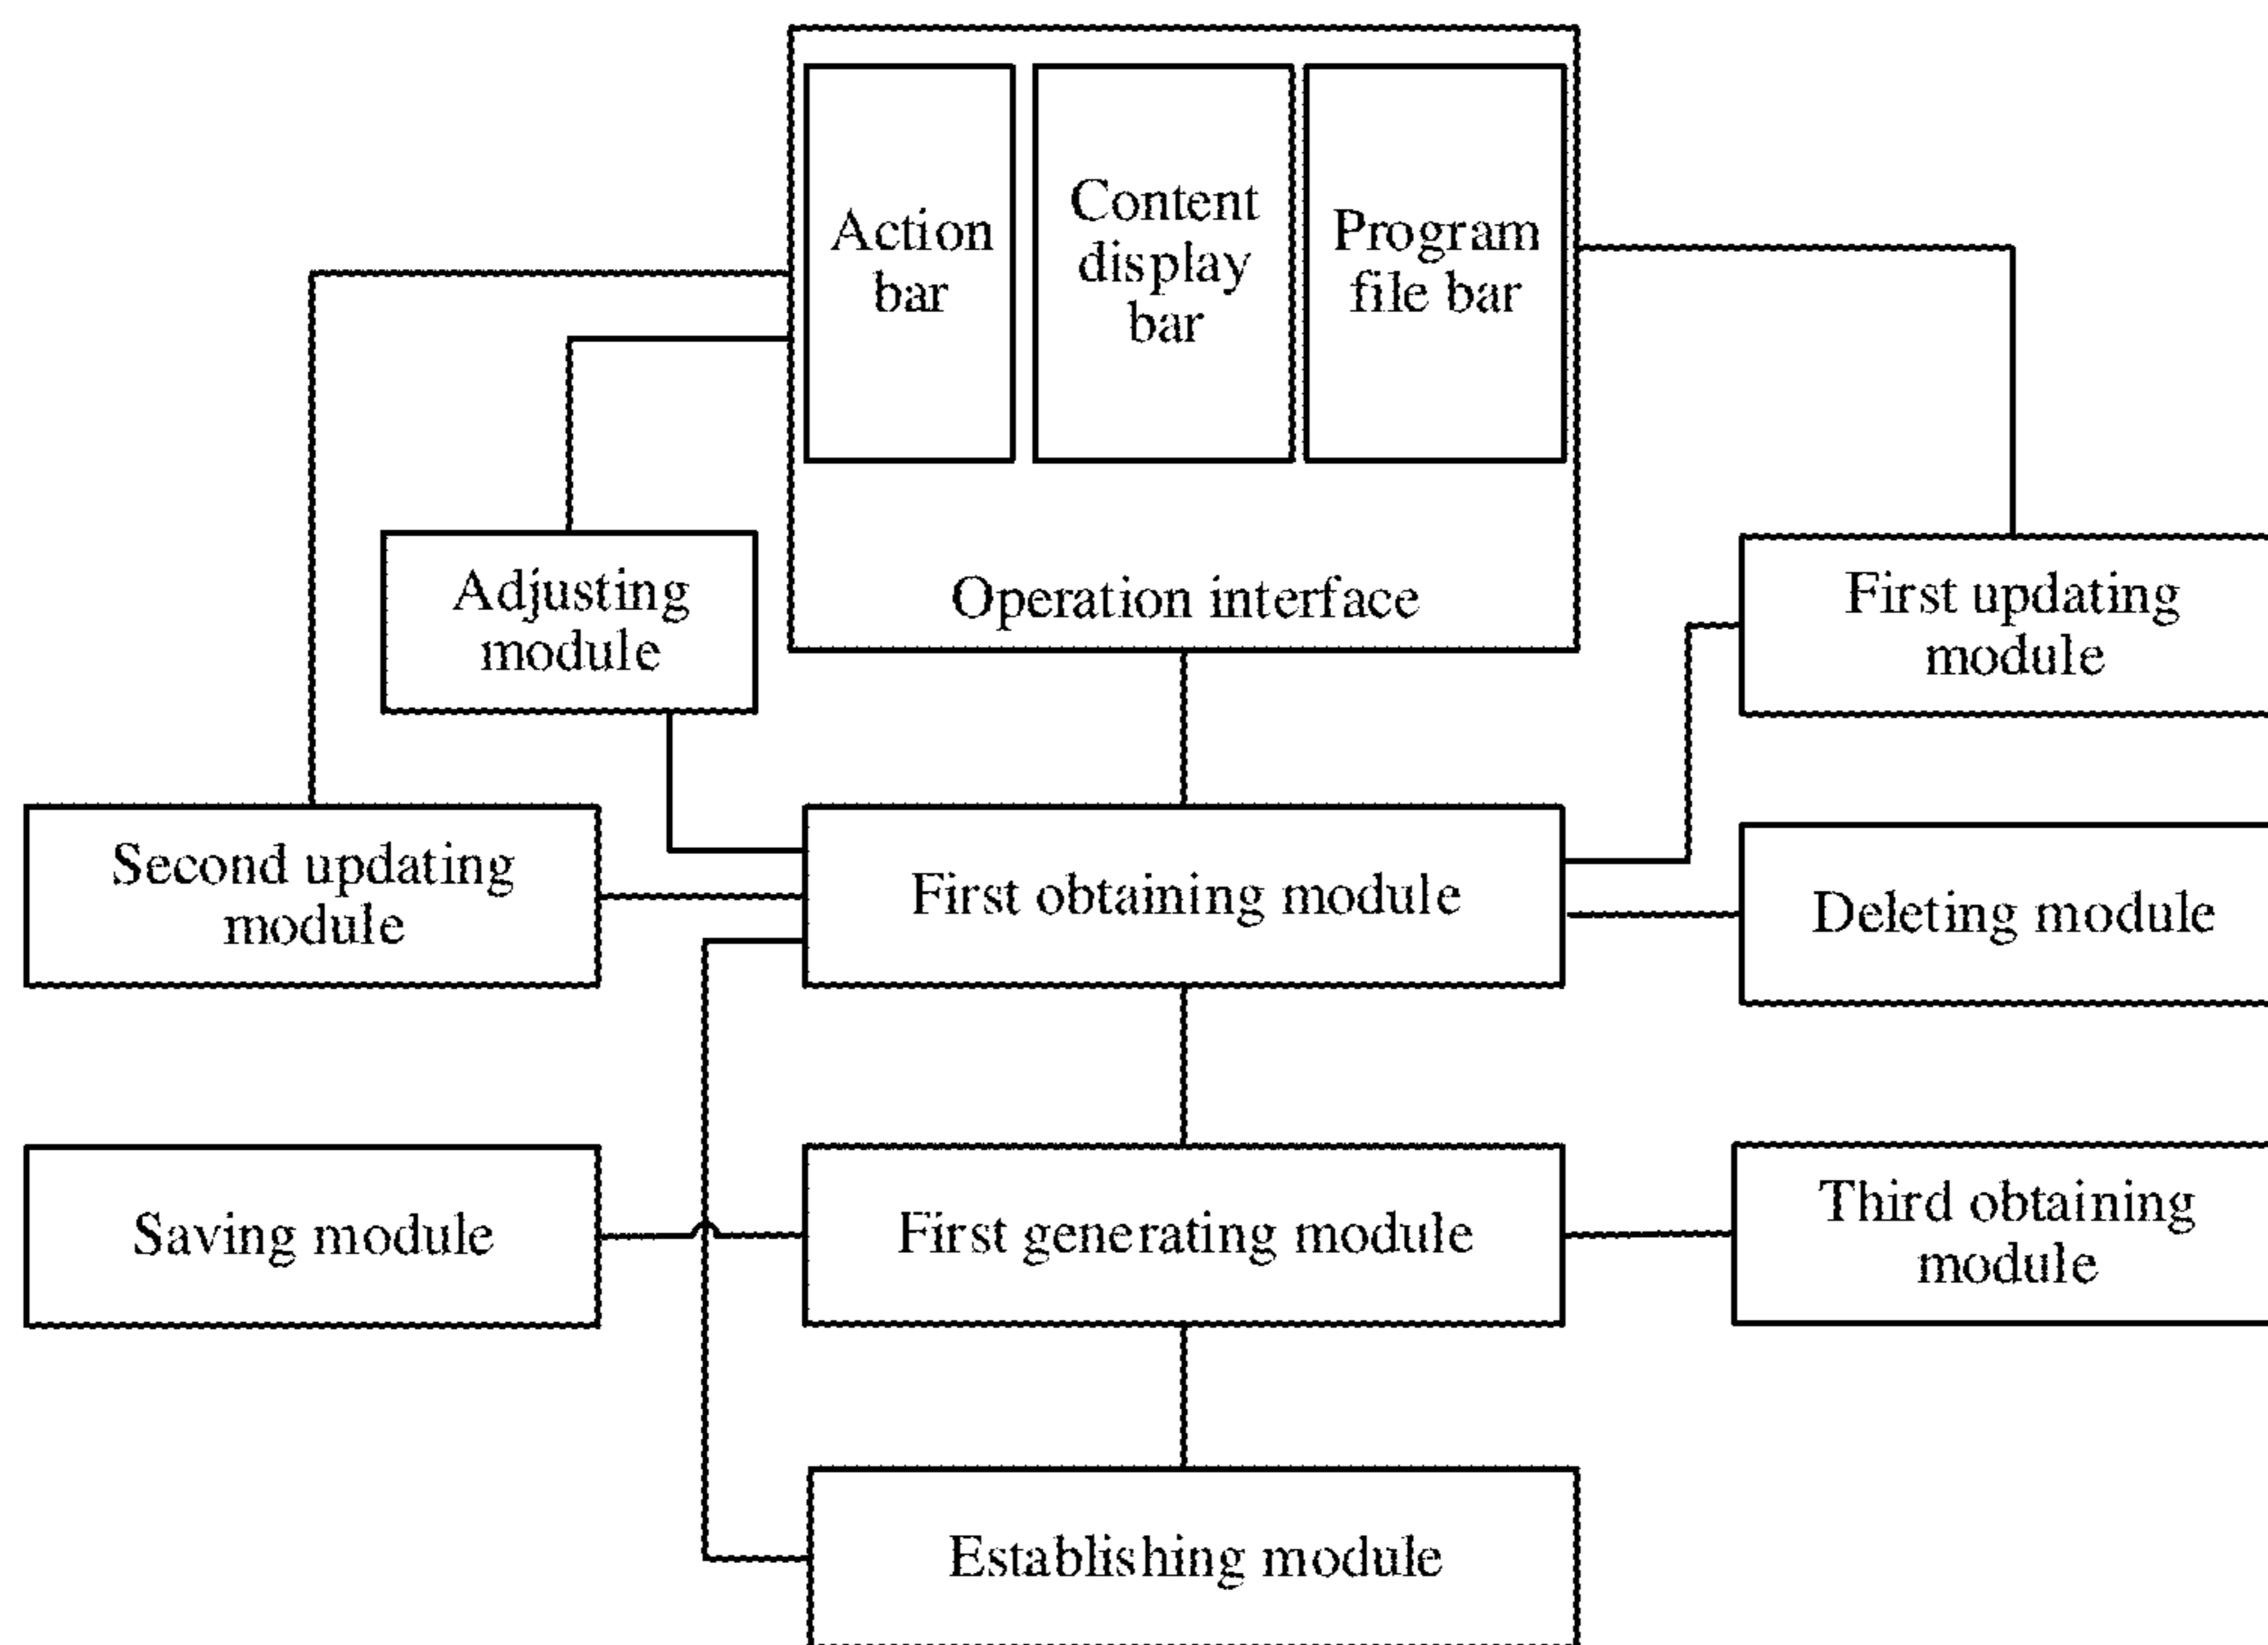 Action
bar
Content
display
bar
Program
file bar
Operation interface
Adjusting
module
First updating
module
Second updating
module
First obtaining module
Deleting module
Saving module
First generating module
Third obtaining
module
Establishing module